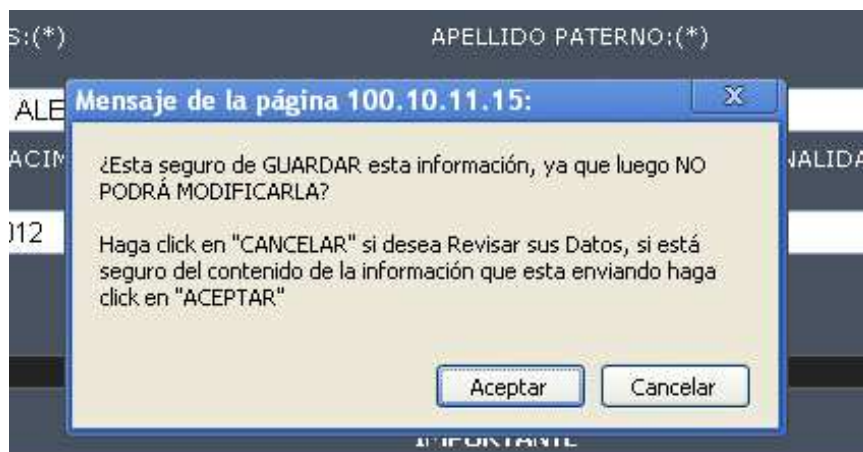 S:(*) APELLIDO PATERNO:(*)
ALE
Mensaje de la página 100.10.11.15:
X
ACIM NALIDA
012
¿Esta seguro de GUARDAR esta información, ya que luego NO
PODRÁ MODIFICARLA?
Haga click en "CANCELAR" si desea Revisar sus Datos, si está
seguro del contenido de la información que esta enviando haga
click en "ACEPTAR"
Aceptar Cancelar
IMPORTANTE